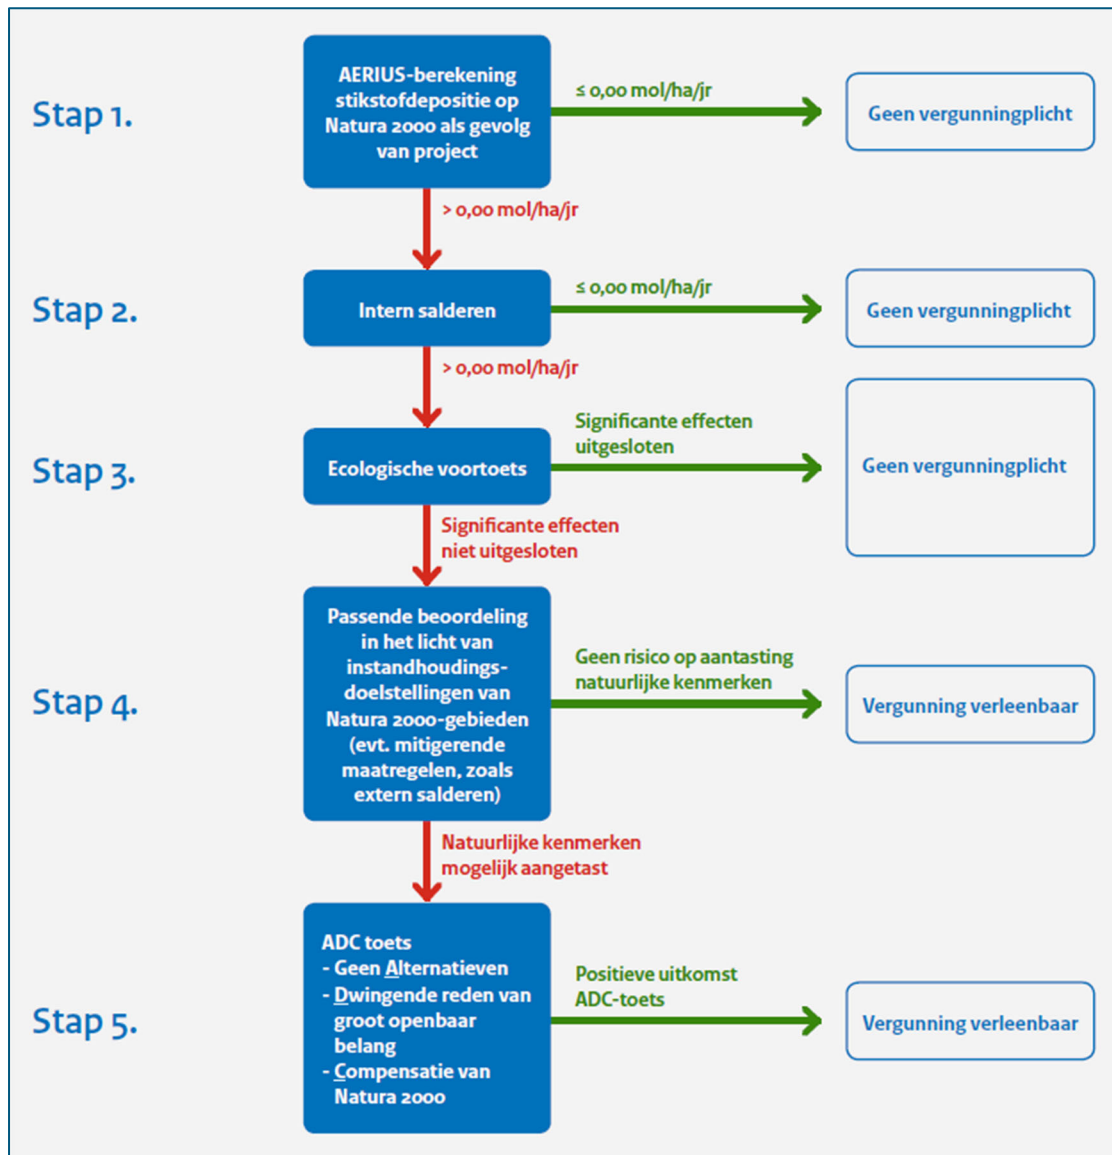 Stap 1.
AERIUS-berekening
stikstofdepositie op
Natura 2000 als gevolg
van project
≤ 0,00 mol/ha/jr
Geen vergunningplicht
> 0,00 mol/ha/jr
Stap 2.
Intern salderen
≤ 0,00 mol/ha/jr
Geen vergunningplicht
> 0,00 mol/ha/jr
Stap 3.
Ecologische voortoets
Significante effecten
uitgesloten
Geen vergunningplicht
Significante effecten
niet uitgesloten
Stap 4.
Passende beoordeling
in het licht van
instandhoudings-
doelstellingen van
Natura 2000-gebieden
(evt. mitigerende
maatregelen, zoals
extern salderen)
Geen risico op aantasting
natuurlijke kenmerken
Vergunning verleenbaar
Natuurlijke kenmerken
mogelijk aangetast
Stap 5.
ADC toets
- Geen Alternatieven
- Dwingende reden van
groot openbaar
belang
- Compensatie van
Natura 2000
Positieve uitkomst
ADC-toets
Vergunning verleenbaar